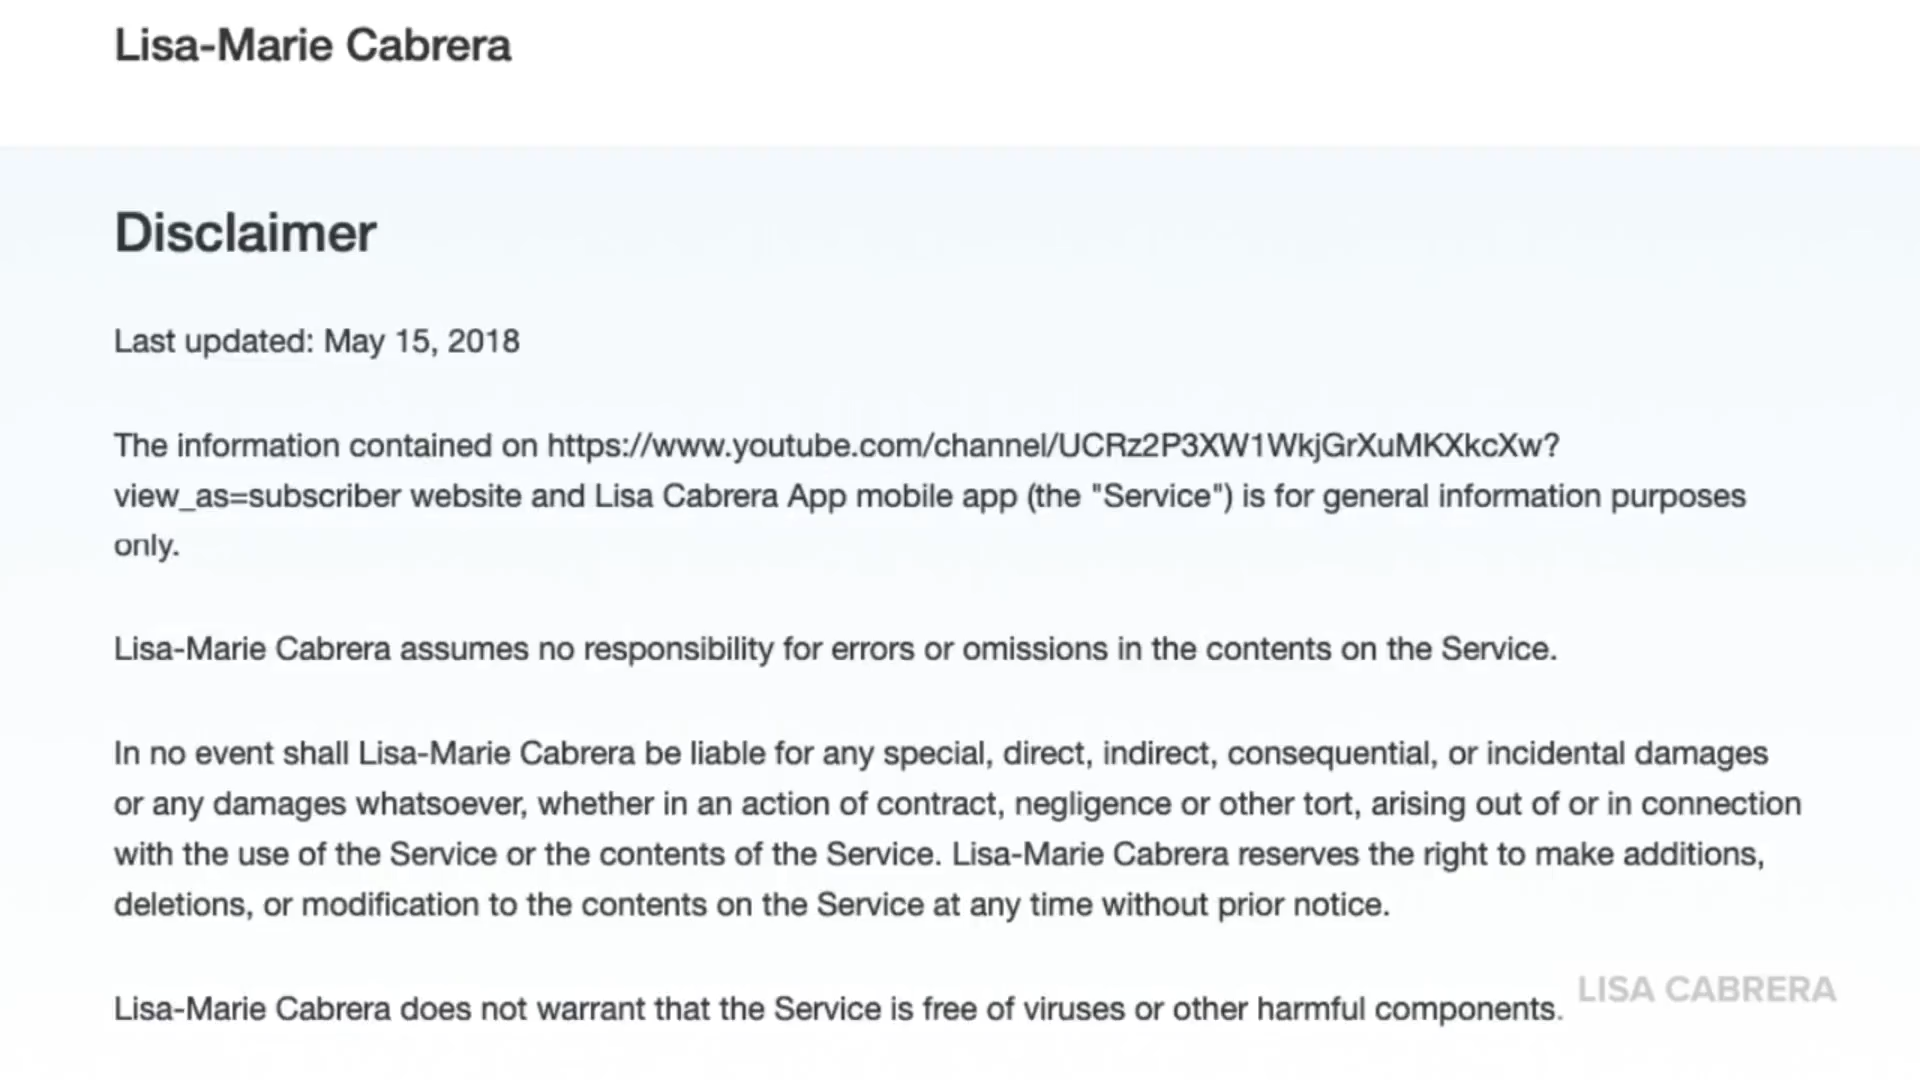 Lisa-Marie Cabrera
Disclaimer
Last updated: May 15, 2018
The information contained on https://www.youtube.com/channel/UCRz2P3XW1WkjGrXuMKXkcXw?
view_as=subscriber website and Lisa Cabrera App mobile app (the "Service") is for general information purposes
only.
Lisa-Marie Cabrera assumes no responsibility for errors or omissions in the contents on the Service.
In no event shall Lisa-Marie Cabrera be liable for any special, direct, indirect, consequential, or incidental damages
or any damages whatsoever, whether in an action of contract, negligence or other tort, arising out of or in connection
with the use of the Service or the contents of the Service. Lisa-Marie Cabrera reserves the right to make additions,
deletions, or modification to the contents on the Service at any time without prior notice.
Lisa-Marie Cabrera does not warrant that the Service is free of viruses or other harmful components.
LISA CABRERA